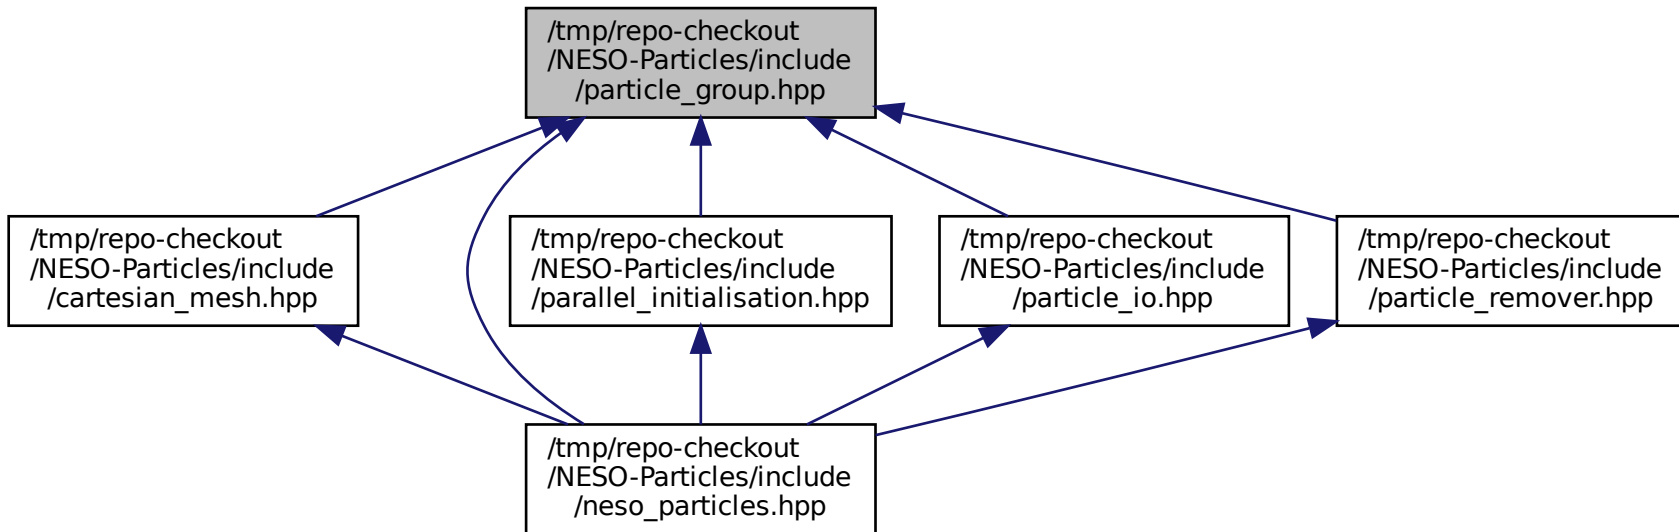 /tmp/repo-checkout
/NESO-Particles/include
/particle_group.hpp
/tmp/repo-checkout
/NESO-Particles/include
/cartesian_mesh.hpp
/tmp/repo-checkout
/NESO-Particles/include
/parallel_initialisation.hpp
/tmp/repo-checkout
/NESO-Particles/include
/particle_io.hpp
/tmp/repo-checkout
/NESO-Particles/include
/particle_remover.hpp
/tmp/repo-checkout
/NESO-Particles/include
/neso_particles.hpp